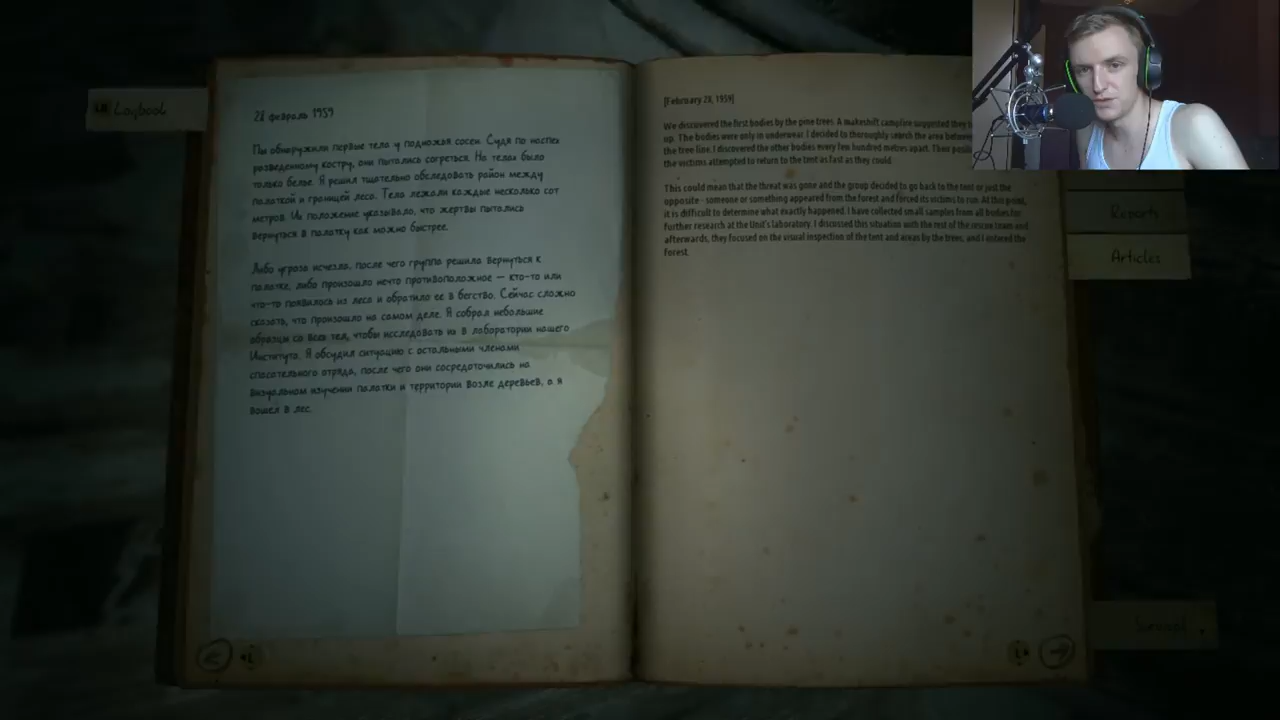 LB Logbook
28 февраль 1959
Мы обнаружили первые тела у подножья сосен. Судя по наспех
разведенному костру, они пытались согреться. На телах было
только белье. Я решил тщательно обследовать район между
палаткой и границей леса. Тела лежали каждые несколько сот
метров. Их положение указывало, что жертвы пытались
вернуться в палатку как можно быстрее.
Либо угроза исчезла, после чего группа решила вернуться к
палатке, либо произошло нечто противоположное — кто-то или
что-то появилось из леса и обратило ее в бегство. Сейчас сложно
сказать, что произошло на самом деле. Я собрал небольшие
образцы со всех тел, чтобы исследовать их в лаборатории нашего
Института. Я обсудил ситуацию с остальными членами
спасательного отряда, после чего они сосредоточились на
визуальном изучении палатки и территории возле деревьев, а я
вошел в лес.
[February 28, 1959]
We discovered the first bodies by the pine trees. A makeshift campfire suggested they
up. The bodies were only in underwear. I decided to thoroughly search the area between
the tree line. I discovered the other bodies every few hundred meters apart. Their
the victims attempted to return to the tent as fast as they could.
This could mean that the threat was gone and the group decided to go back to the tent or just the
opposite - someone or something appeared from the forest and forced its victims to run. At this point,
it is difficult to determine what exactly happened. I have collected small samples from all bodies for
further research at the Unit's laboratory. I discussed this situation with the rest of the rescue team and
afterwards, they focused on the visual inspection of the tent and areas by the trees, and I entered the
forest.
Reports
Articles
L
L